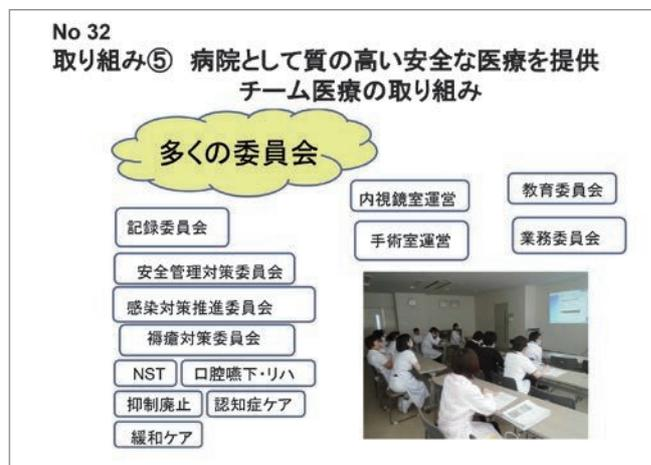 No 32
取り組み⑤ 病院として質の高い安全な医療を提供
チーム医療の取り組み
多くの委員会
記録委員会
安全管理対策委員会
感染対策推進委員会
褥瘡対策委員会
NST
口腔嚥下・リハ
抑制廃止
認知症ケア
緩和ケア
内視鏡室運営
手術室運営
教育委員会
業務委員会